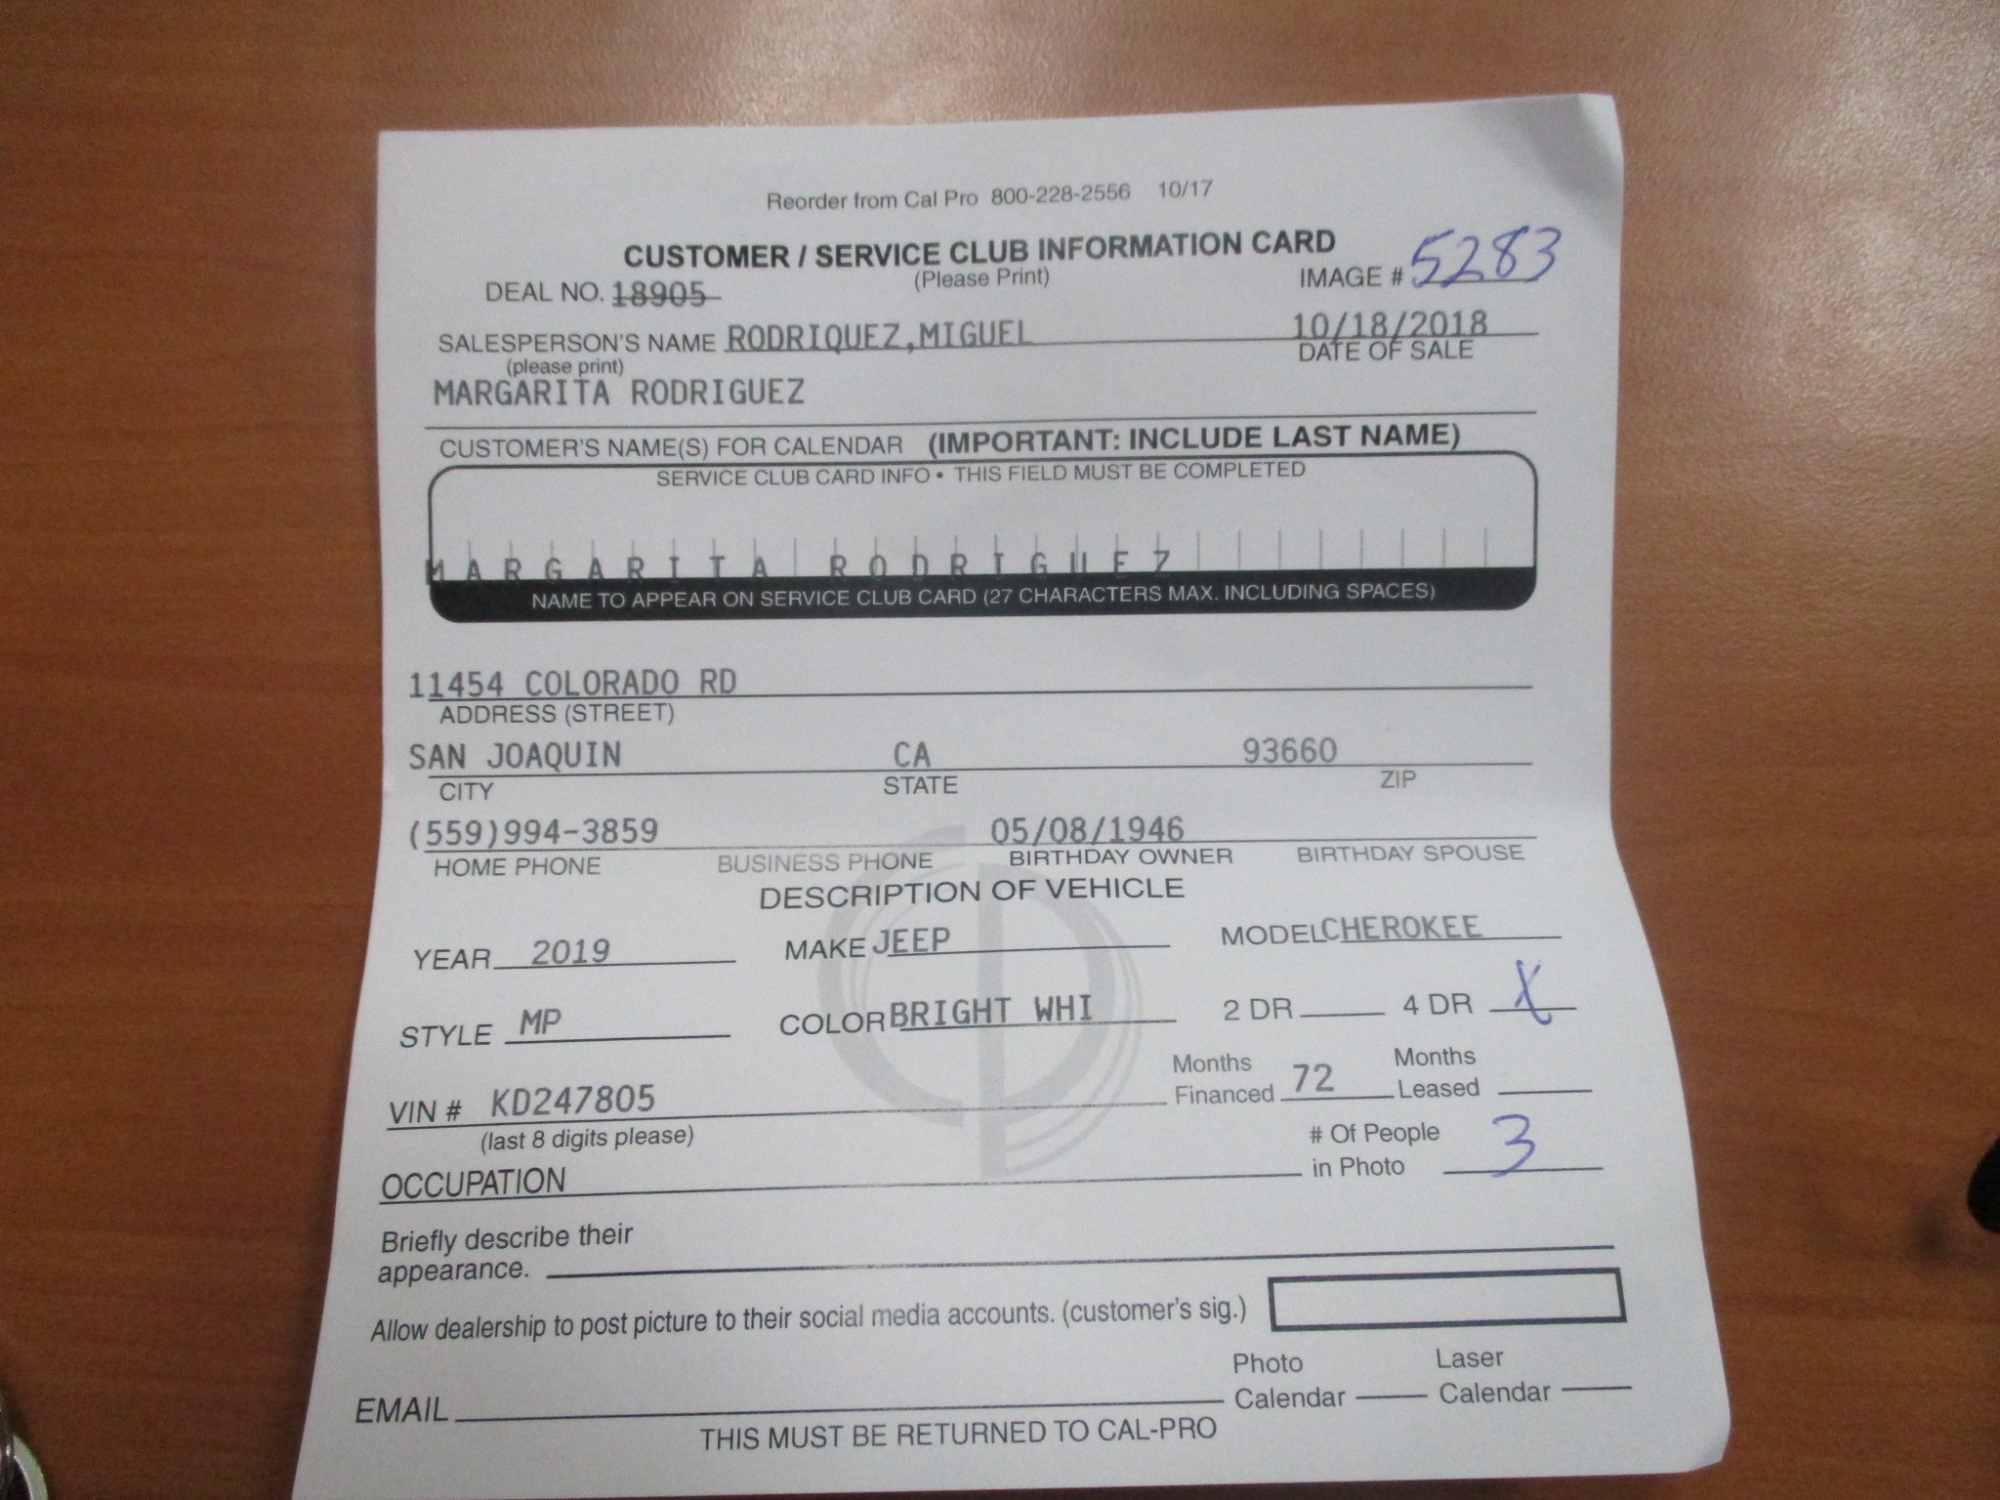 Reorder from Cal Pro 800-228-2556 10/17
CUSTOMER / SERVICE CLUB INFORMATION CARD
(Please Print)
IMAGE # 5283
DEAL NO. 18905
SALESPERSON'S NAME RODRIQUEZ,MIGUEL 10/18/2018
(please print) DATE OF SALE
MARGARITA RODRIGUEZ
CUSTOMER'S NAME(S) FOR CALENDAR (IMPORTANT: INCLUDE LAST NAME)
SERVICE CLUB CARD INFO • THIS FIELD MUST BE COMPLETED
MARGARITA RODRIGUEZ
NAME TO APPEAR ON SERVICE CLUB CARD (27 CHARACTERS MAX. INCLUDING SPACES)
11454 COLORADO RD
ADDRESS (STREET)
SAN JOAQUIN CA 93660
CITY STATE ZIP
(559)994-3859 05/08/1946
HOME PHONE BUSINESS PHONE BIRTHDAY OWNER BIRTHDAY SPOUSE
DESCRIPTION OF VEHICLE
YEAR 2019 MAKE JEEP MODEL CHEROKEE
STYLE MP COLOR BRIGHT WHI 2 DR 4 DR X
VIN # KD247805 Months Financed 72 Months Leased
(last 8 digits please)
OCCUPATION # Of People in Photo 3
Briefly describe their
appearance.
Allow dealership to post picture to their social media accounts. (customer's sig.)
EMAIL Photo Calendar Laser Calendar
THIS MUST BE RETURNED TO CAL-PRO